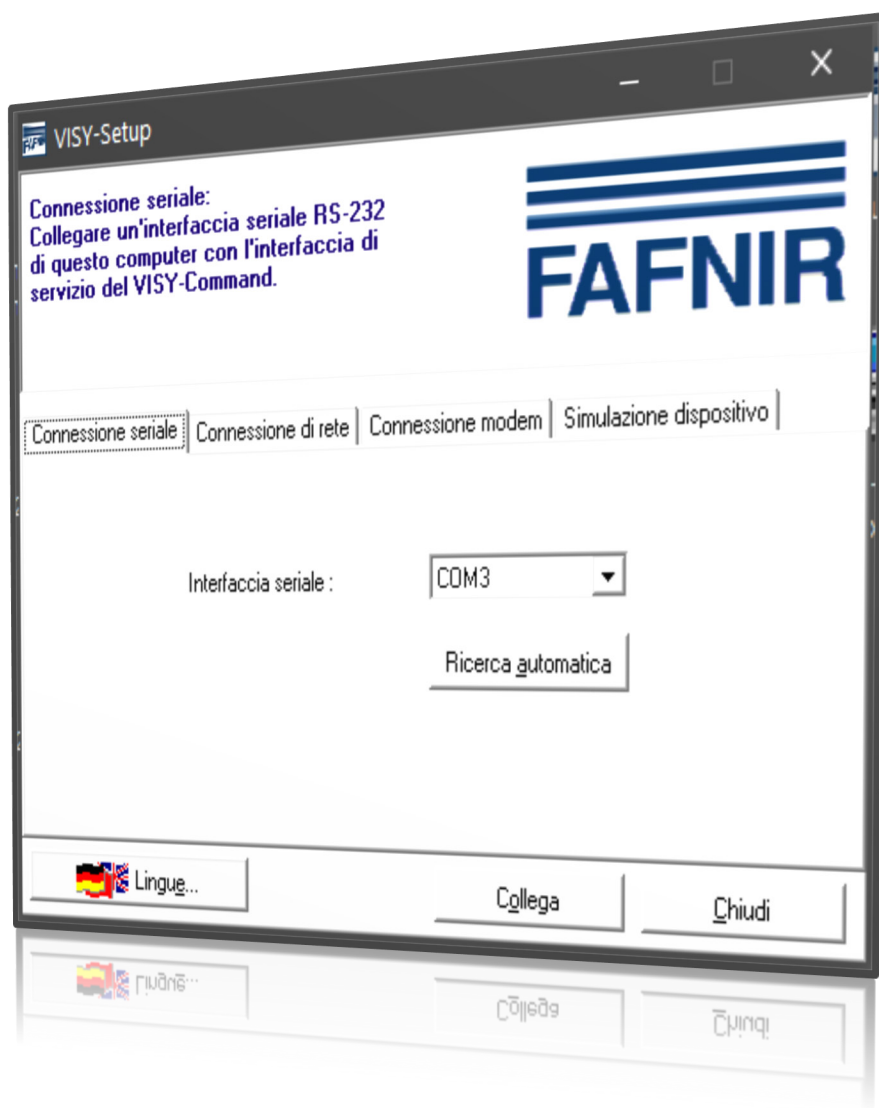 VISY-Setup
Connessione seriale:
Collegare un'interfaccia seriale RS-232
di questo computer con l'interfaccia di
servizio del VISY-Command.
FAFNIR
Connessione seriale
Connessione di rete
Connessione modem
Simulazione dispositivo
Interfaccia seriale :
COM3
Ricerca automatica
Lingue...
Collega
Chiudi